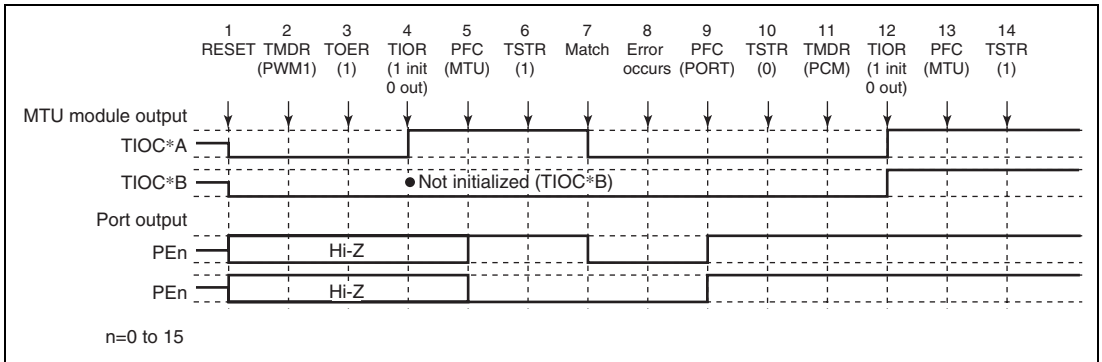 1 2 3 4 5 6 7 8 9 10 11 12 13 14
RESET TMDR TOER TIOR PFC TSTR Match Error PFC TSTR TMDR TIOR PFC TSTR
(PWM1) (1) (1 init (MTU) (1) occurs (PORT) (0) (PCM) (1 init (MTU) (1)
0 out) 0 out)
MTU module output
TIOC*A
TIOC*B ● Not initialized (TIOC*B)
Port output
PEn Hi-Z
PEn Hi-Z
n=0 to 15